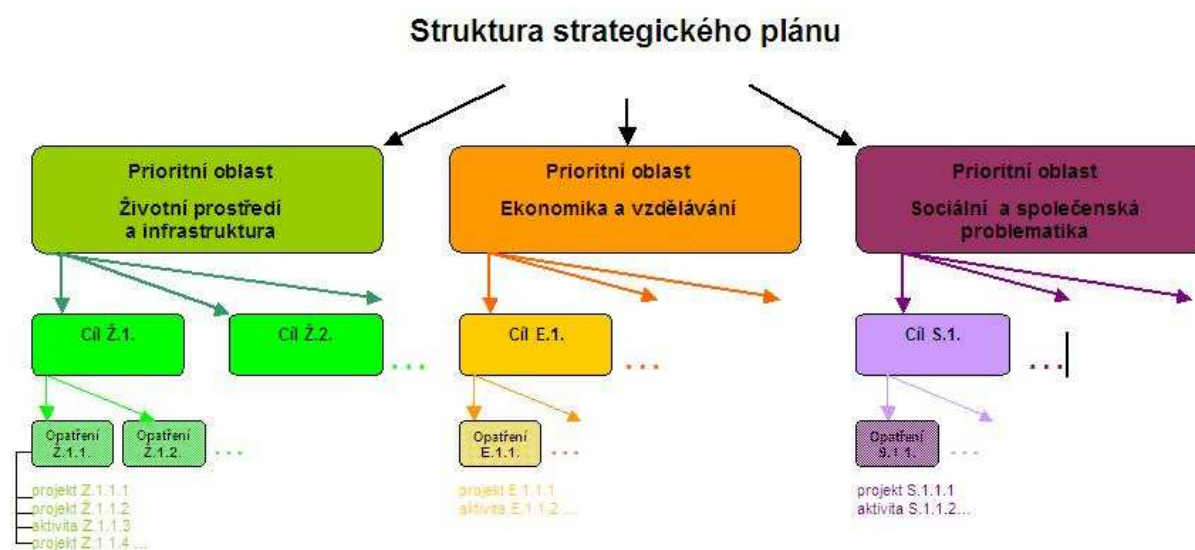 Struktura strategického plánu
Prioritní oblast
Životní prostředí
a infrastruktura
Prioritní oblast
Ekonomika a vzdělávání
Prioritní oblast
Sociální a společenská
problematika
Cíl Ž.1.
Cíl Ž.2.
...
Cíl E.1.
...
Cíl S.1.
...
Opatření
Ž.1.1.
Opatření
Ž.1.2.
...
Opatření
E.1.1.
...
Opatření
S.1.1.
...
projekt Ž.1.1.1
projekt Ž.1.1.2
aktivita Ž.1.1.3
projekt Ž.1.1.4 ...
projekt E.1.1.1
aktivita E.1.1.2 ...
projekt S.1.1.1
aktivita S.1.1.2...